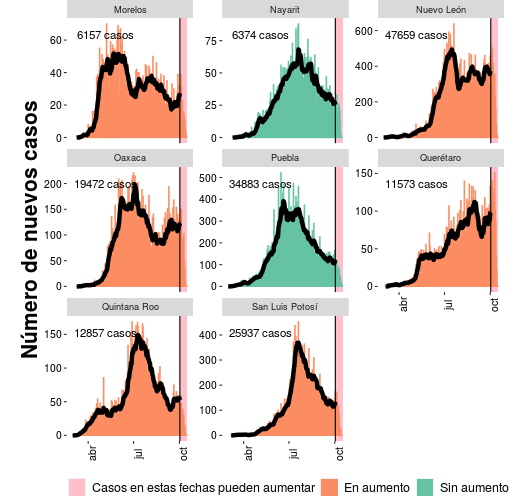 Número de nuevos casos
Morelos
6157 casos
60
40
20
0
Nayarit
6374 casos
75
50
25
0
Nuevo León
47659 casos
600
400
200
0
Oaxaca
19472 casos
200
150
100
50
0
Puebla
34883 casos
500
400
300
200
100
0
Querétaro
11573 casos
150
100
50
0
abr
jul
oct
Quintana Roo
12857 casos
150
100
50
0
abr
jul
oct
San Luis Potosí
25937 casos
400
300
200
100
0
abr
jul
oct
Casos en estas fechas pueden aumentar
En aumento
Sin aumento